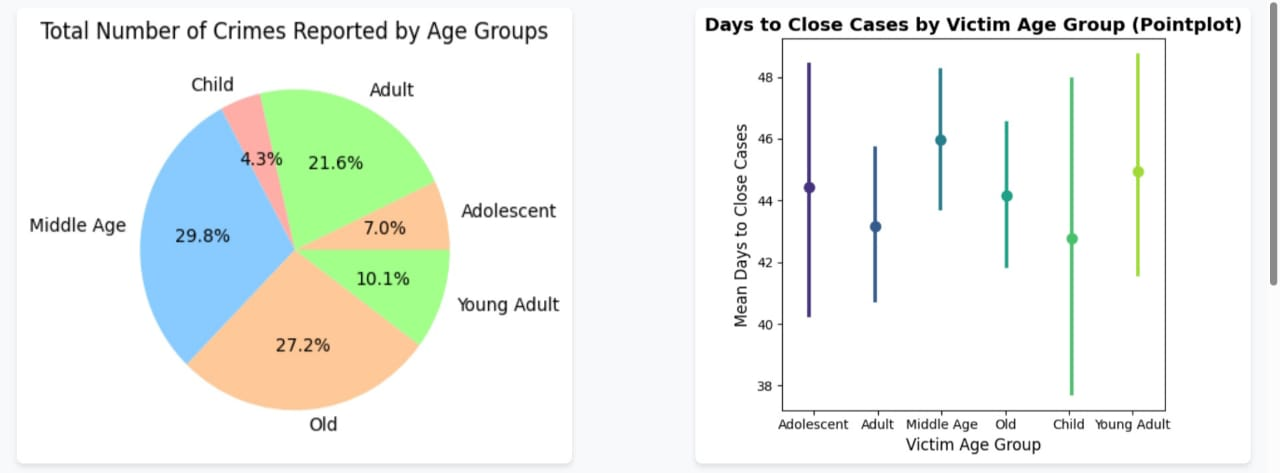 Total Number of Crimes Reported by Age Groups
Child
Adult
4.3%
21.6%
Adolescent
Middle Age
7.0%
29.8%
10.1%
Young Adult
27.2%
Old
Days to Close Cases by Victim Age Group (Pointplot)
Mean Days to Close Cases
48
46
44
42
40
38
Adolescent Adult Middle Age Old Child Young Adult
Victim Age Group